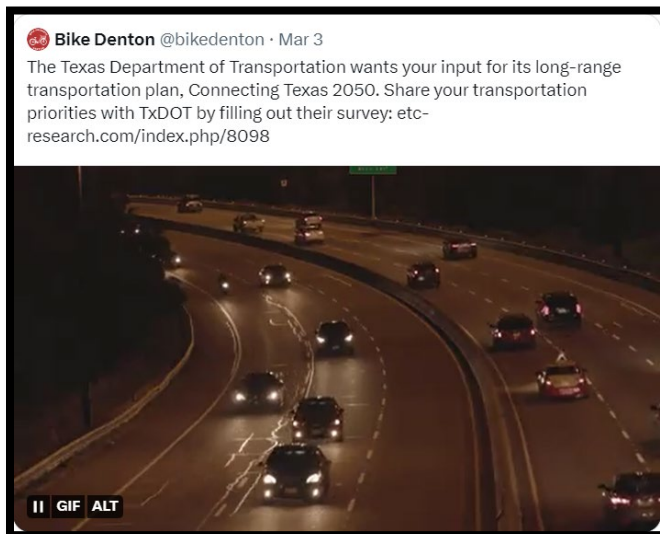 Bike Denton @bikedenton · Mar 3
The Texas Department of Transportation wants your input for its long-range
transportation plan, Connecting Texas 2050. Share your transportation
priorities with TxDOT by filling out their survey: etc-
research.com/index.php/8098
GIF ALT